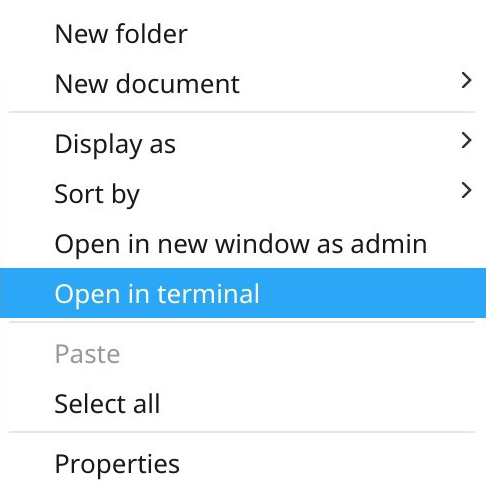 New folder
New document
Display as
Sort by
Open in new window as admin
Open in terminal
Paste
Select all
Properties